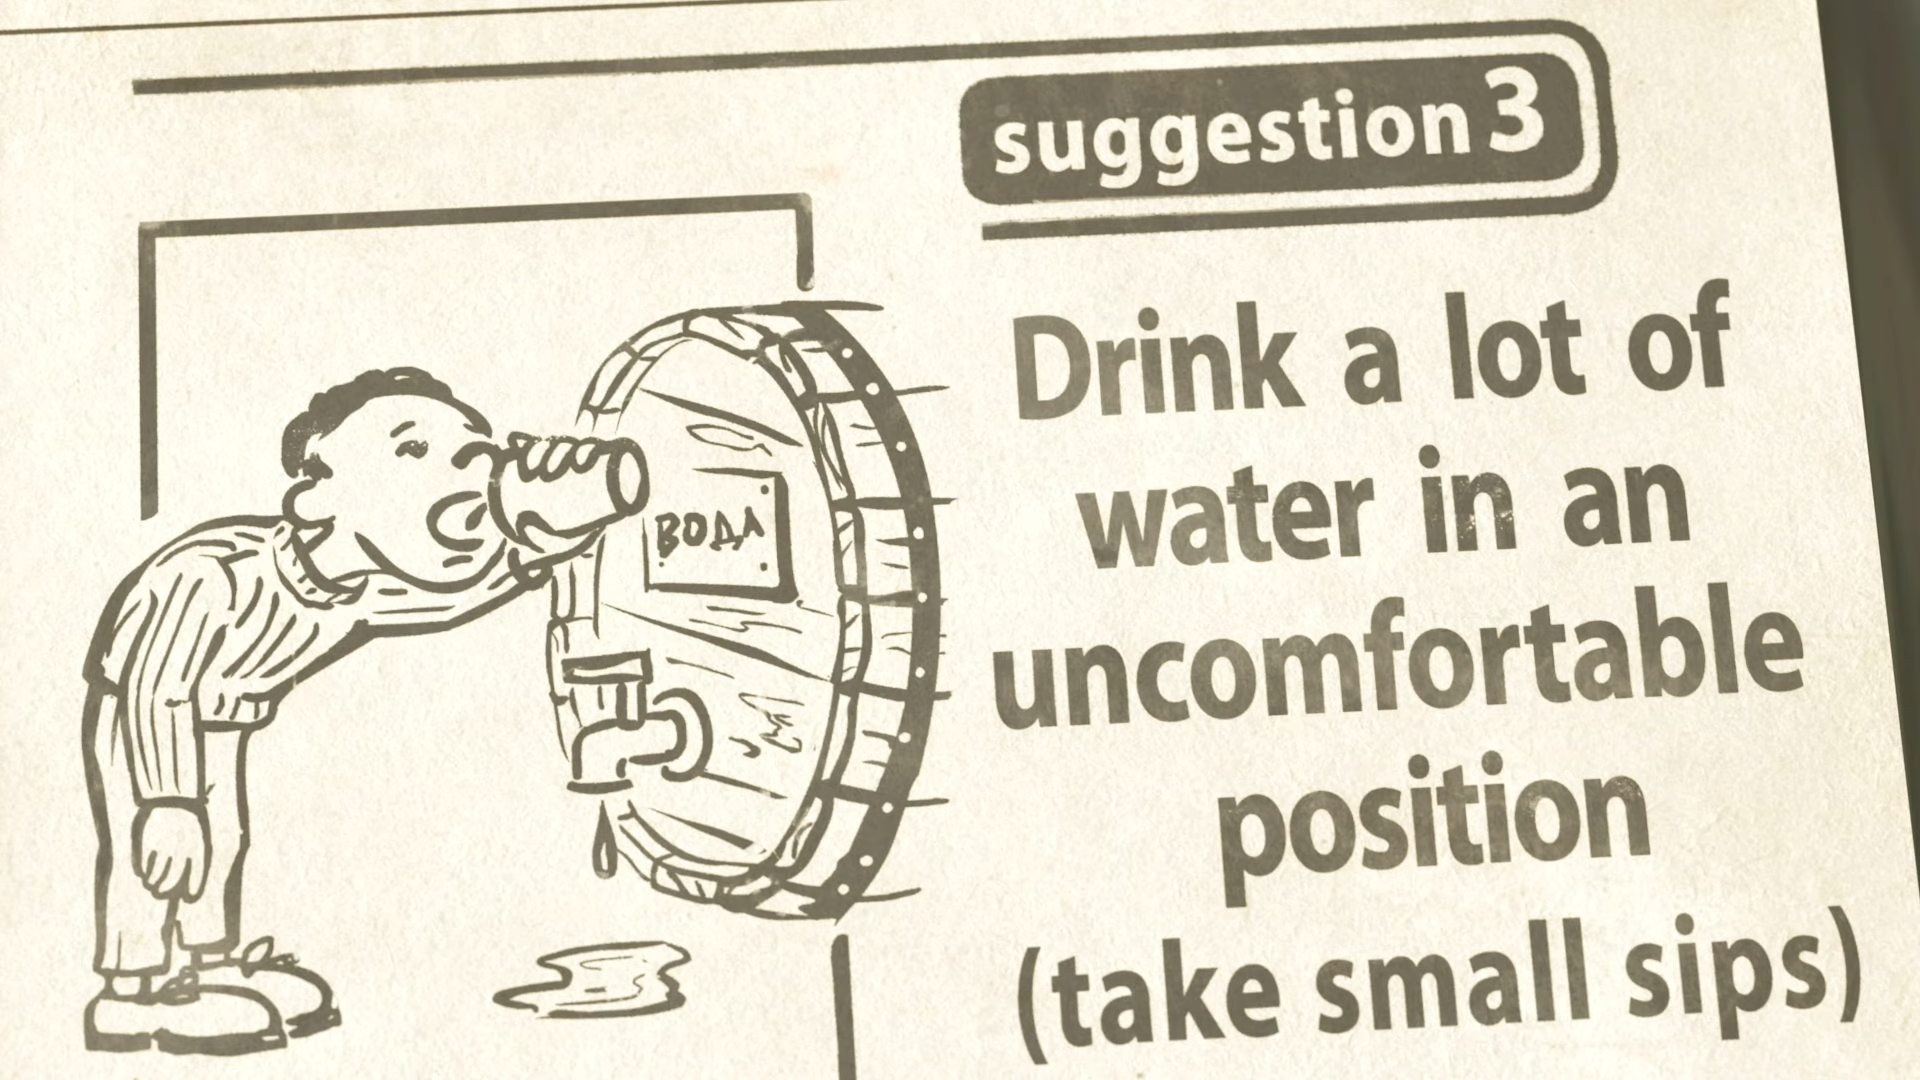 suggestion 3
ВОДА
Drink a lot of
water in an
uncomfortable
position
(take small sips)